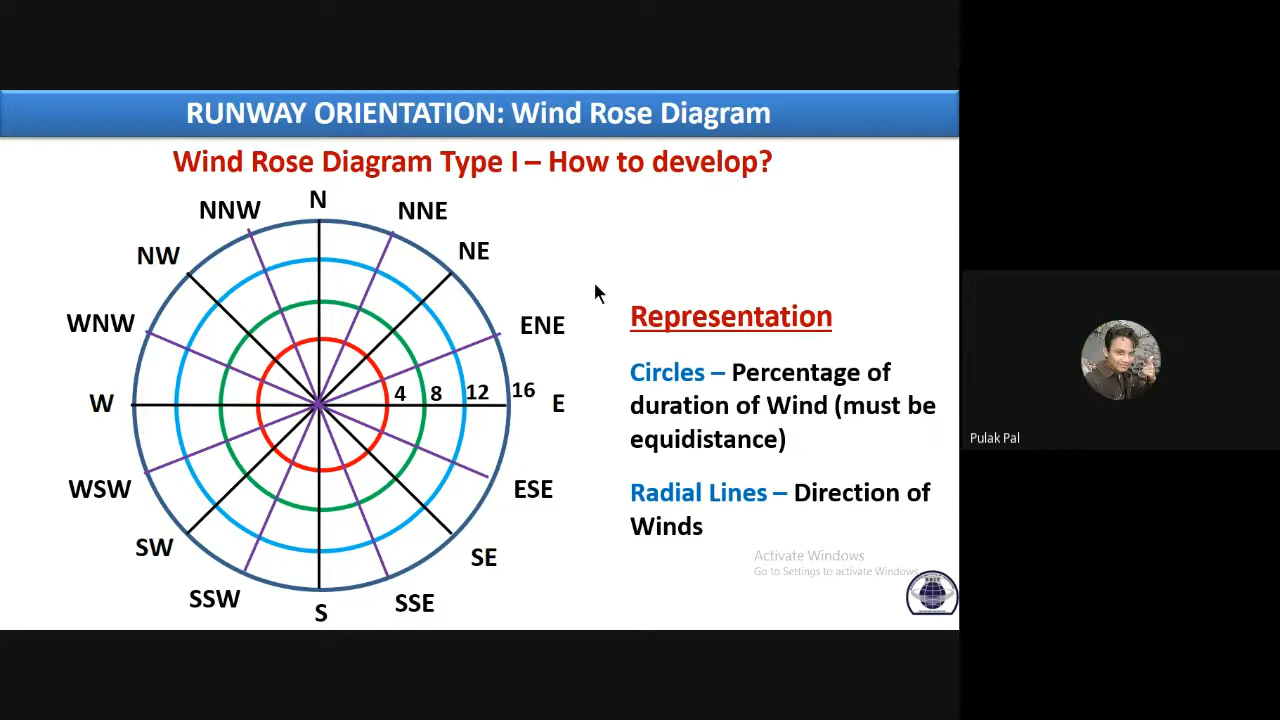 RUNWAY ORIENTATION: Wind Rose Diagram
Wind Rose Diagram Type I – How to develop?
N
NNW
NNE
NW
NE
WNW
ENE
Representation
Circles – Percentage of
duration of Wind (must be
equidistance)
W
4
8
12
16
E
Pulak Pal
WSW
ESE
Radial Lines – Direction of
Winds
SW
SE
Activate Windows
Go to Settings to activate Windows.
SSW
SSE
S